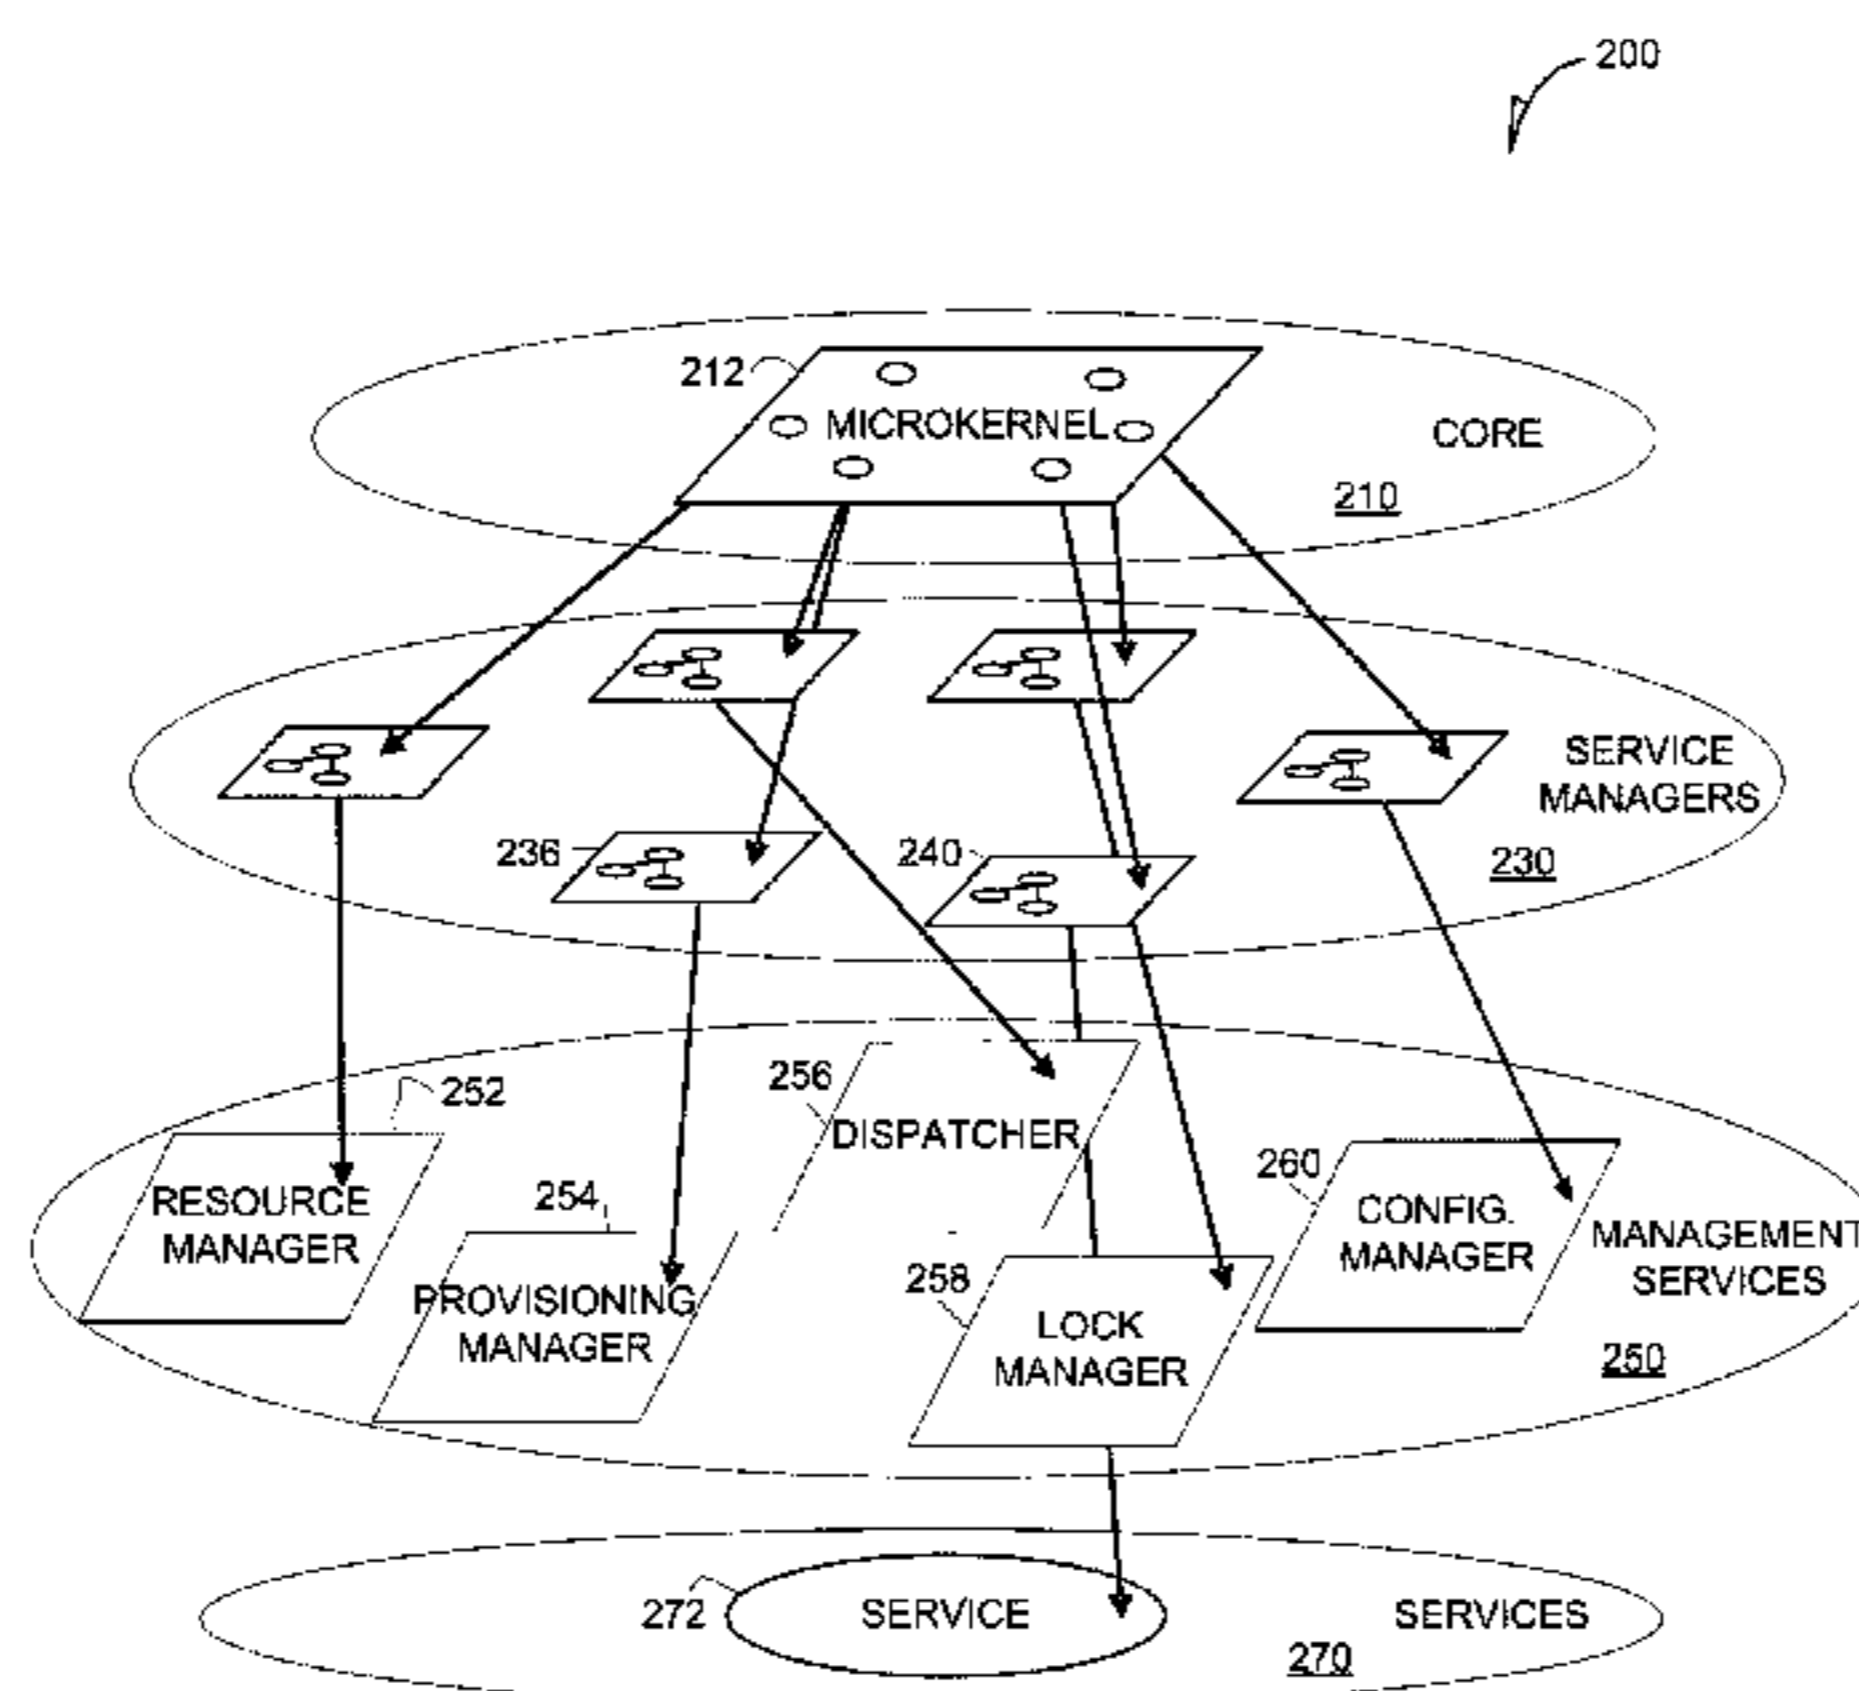 200
212
MICROKERNEL
CORE
210
SERVICE
MANAGERS
236
240
230
252
256
DISPATCHER
260
254
RESOURCE
MANAGER
CONFIG.
MANAGER
MANAGEMENT
SERVICES
258
PROVISIONING
MANAGER
LOCK
MANAGER
250
272
SERVICE
SERVICES
270